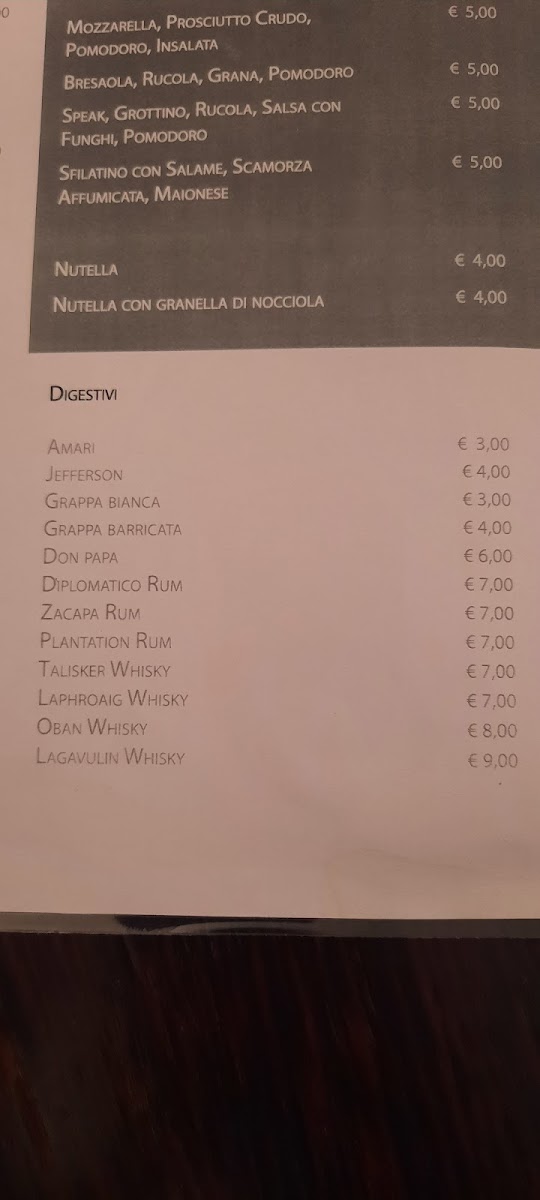 Mozzarella, Prosciutto Crudo, € 5,00
Pomodoro, Insalata
Bresaola, Rucola, Grana, Pomodoro € 5,00
Speak, Grottino, Rucola, Salsa con € 5,00
Funghi, Pomodoro
Sfilatino con Salame, Scamorza € 5,00
Affumicata, Maionese
Nutella € 4,00
Nutella con granella di nocciola € 4,00
Digestivi
Amari € 3,00
Jefferson € 4,00
Grappa bianca € 3,00
Grappa barricata € 4,00
Don papa € 6,00
Diplomatico Rum € 7,00
Zacapa Rum € 7,00
Plantation Rum € 7,00
Talisker Whisky € 7,00
Laphroaig Whisky € 7,00
Oban Whisky € 8,00
Lagavulin Whisky € 9,00